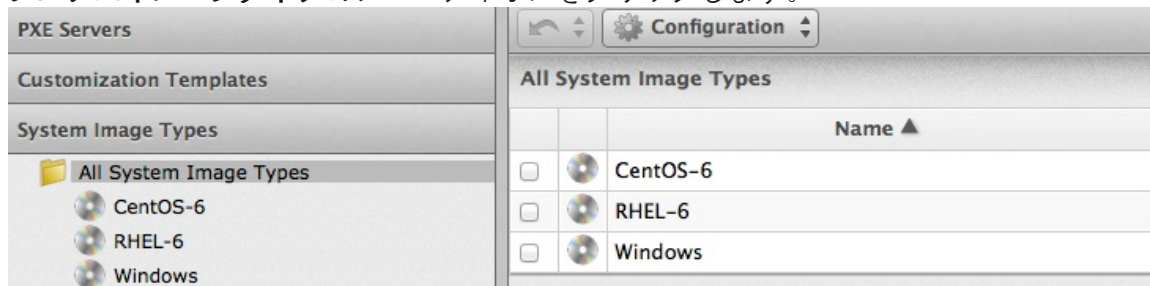 PXE Servers
Customization Templates
System Image Types
All System Image Types
CentOS-6
RHEL-6
Windows
Configuration
All System Image Types
Name
CentOS-6
RHEL-6
Windows